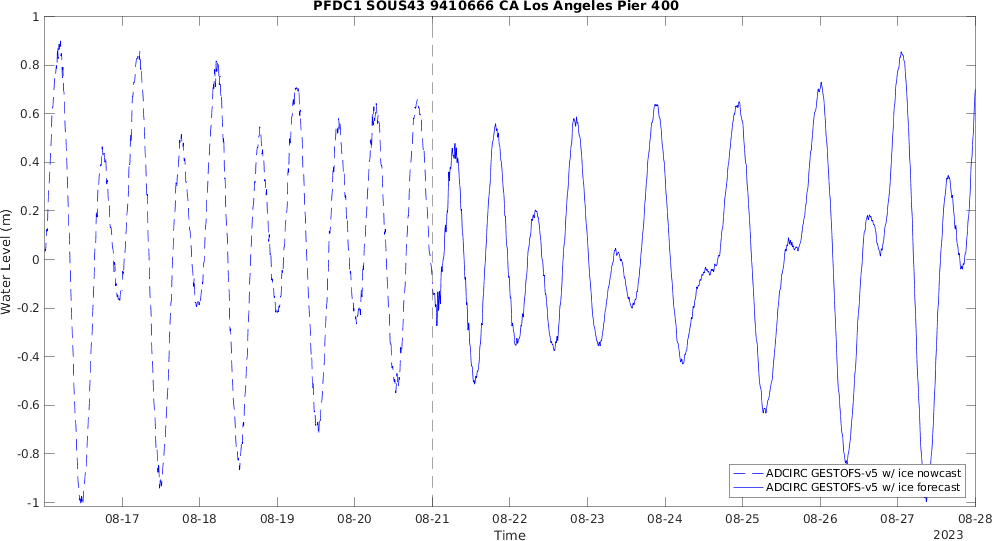 PFDC1 SOUS43 9410666 CA Los Angeles Pier 400
1
0.8
0.6
0.4
0.2
0
-0.2
-0.4
-0.6
-0.8
-1
Water Level (m)
ADCIRC GESTOFS-v5 w/ ice nowcast
ADCIRC GESTOFS-v5 w/ ice forecast
08-17 08-18 08-19 08-20 08-21 08-22 08-23 08-24 08-25 08-26 08-27 08-28
Time
2023